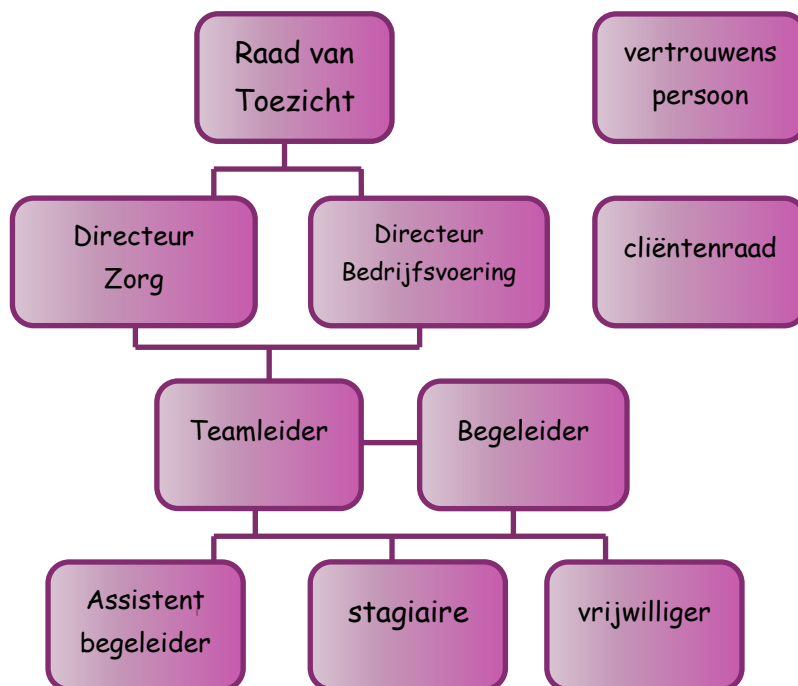 Raad van
Toezicht
vertrouwens
persoon
Directeur
Zorg
Directeur
Bedrijfsvoering
cliëntenraad
Teamleider
Begeleider
Assistent
begeleider
stagiaire
vrijwilliger